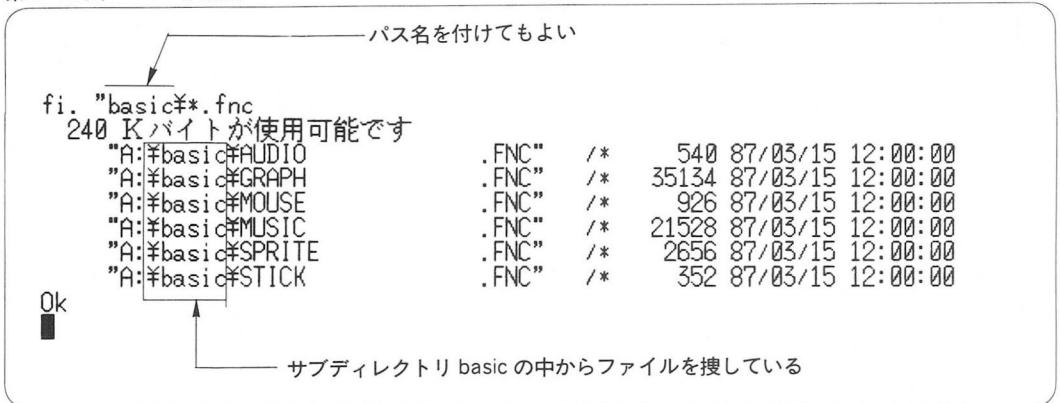 パス名を付けてもよい
fi. "basic¥*.fnc
240 Kバイトが使用可能です
"A:¥basic¥AUDIO .FNC" /* 540 87/03/15 12:00:00
"A:¥basic¥GRAPH .FNC" /* 35134 87/03/15 12:00:00
"A:¥basic¥MOUSE .FNC" /* 926 87/03/15 12:00:00
"A:¥basic¥MUSIC .FNC" /* 21528 87/03/15 12:00:00
"A:¥basic¥SPRITE .FNC" /* 2656 87/03/15 12:00:00
"A:¥basic¥STICK .FNC" /* 352 87/03/15 12:00:00
Ok
サブディレクトリ basic の中からファイルを捜している